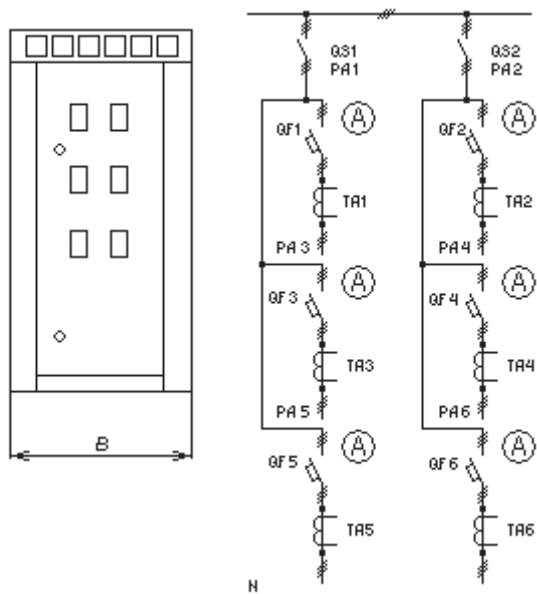 QS1 QS2
PA1 PA2
A A
QF1 QF2
TA1 TA2
PA3 PA4
A A
QF3 QF4
TA3 TA4
PA5 PA6
B
A A
QF5 QF6
TA5 TA6
N